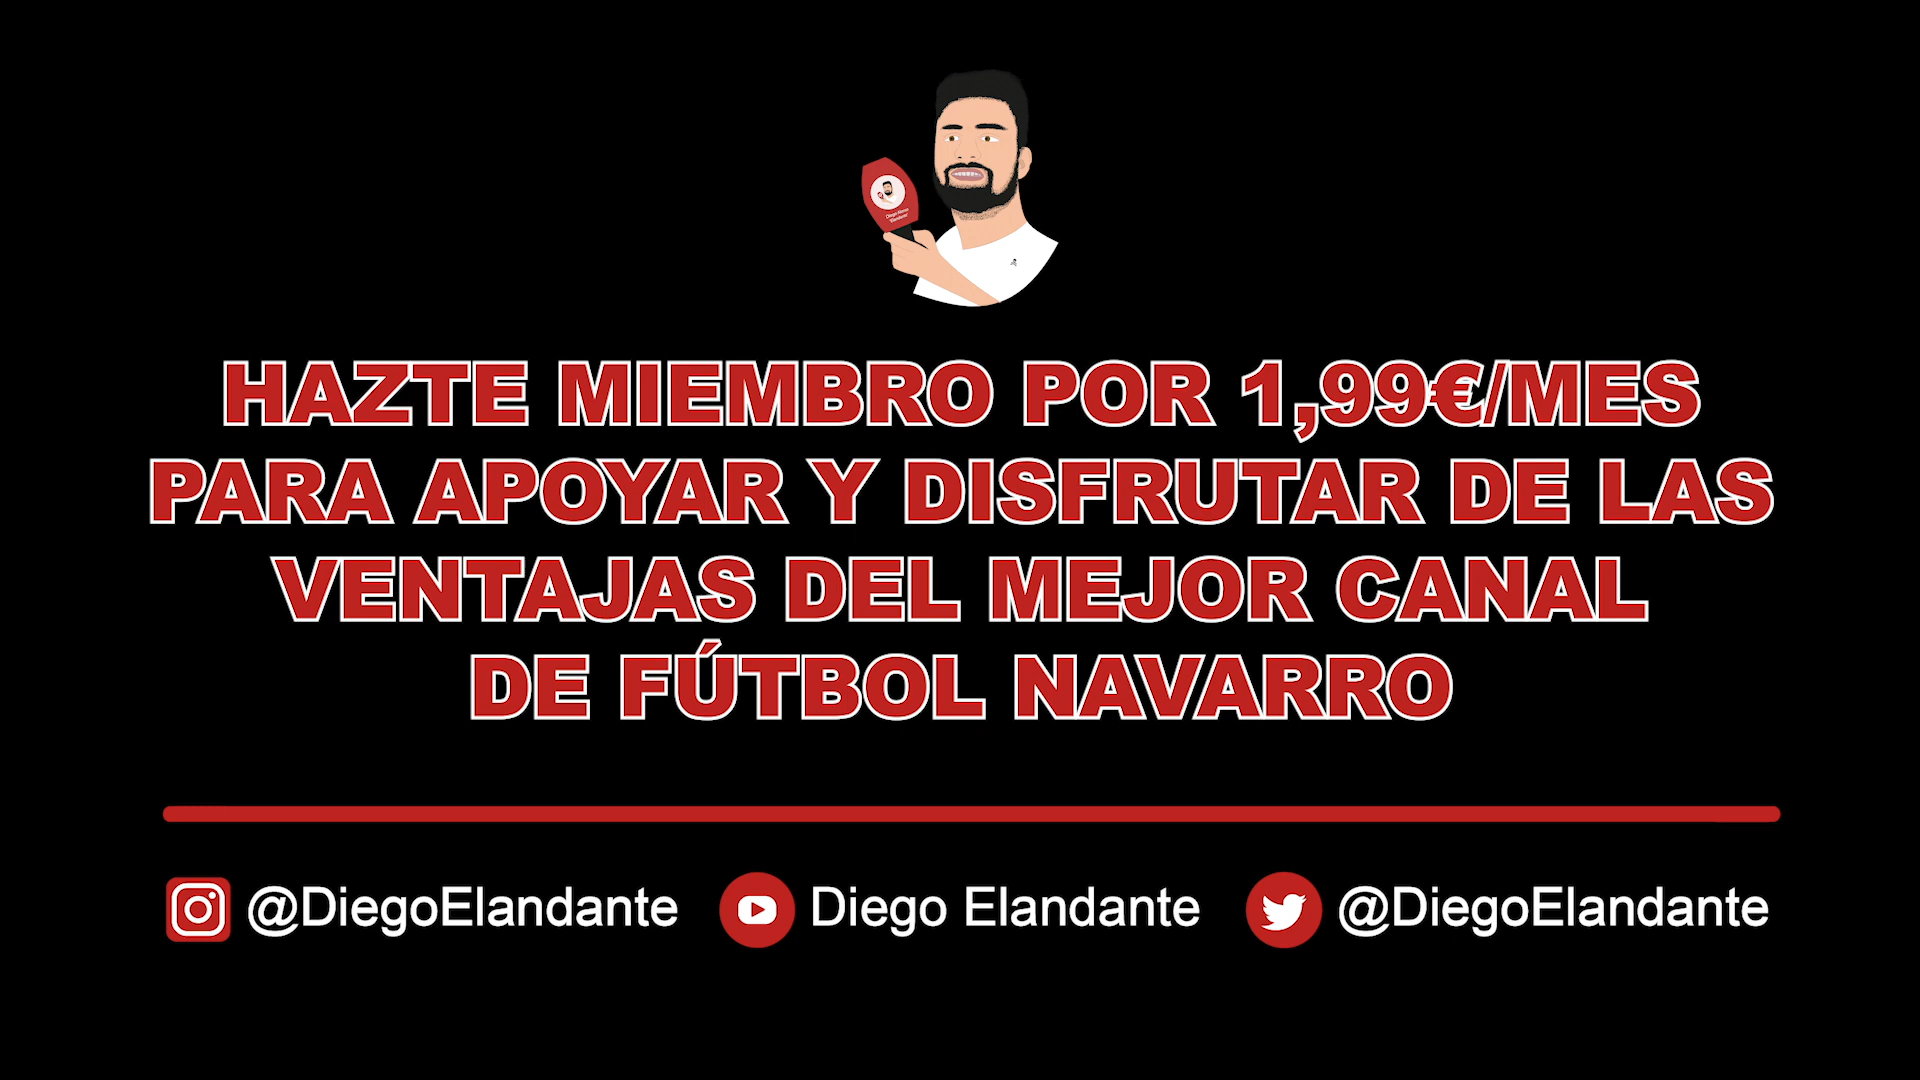 HAZTE MIEMBRO POR 1,99€/MES
PARA APOYAR Y DISFRUTAR DE LAS
VENTAJAS DEL MEJOR CANAL
DE FÚTBOL NAVARRO
@DiegoElandante
Diego Elandante
@DiegoElandante